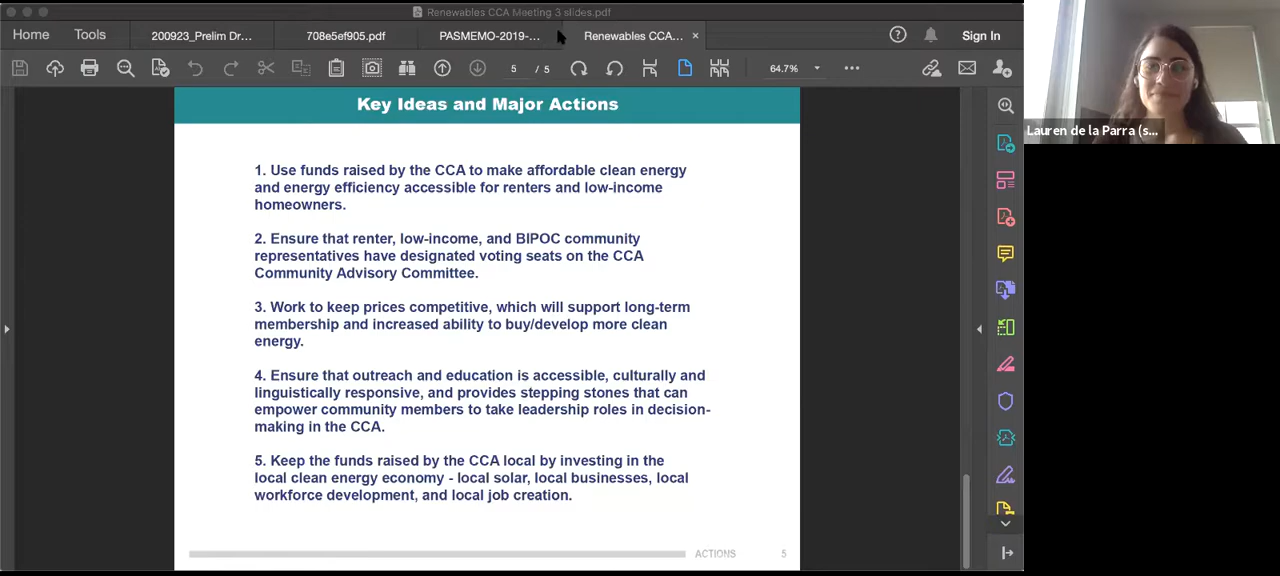 Renewables CCA Meeting 3 slides.pdf
Home Tools 200923_Prelim Dr... 708e5ef905.pdf PASMEMO-2019-... Renewables CCA... × Sign In
5 / 5 64.7%
Key Ideas and Major Actions
Lauren de la Parra (s...
1. Use funds raised by the CCA to make affordable clean energy
and energy efficiency accessible for renters and low-income
homeowners.
2. Ensure that renter, low-income, and BIPOC community
representatives have designated voting seats on the CCA
Community Advisory Committee.
3. Work to keep prices competitive, which will support long-term
membership and increased ability to buy/develop more clean
energy.
4. Ensure that outreach and education is accessible, culturally and
linguistically responsive, and provides stepping stones that can
empower community members to take leadership roles in decision-
making in the CCA.
5. Keep the funds raised by the CCA local by investing in the
local clean energy economy - local solar, local businesses, local
workforce development, and local job creation.
ACTIONS 5